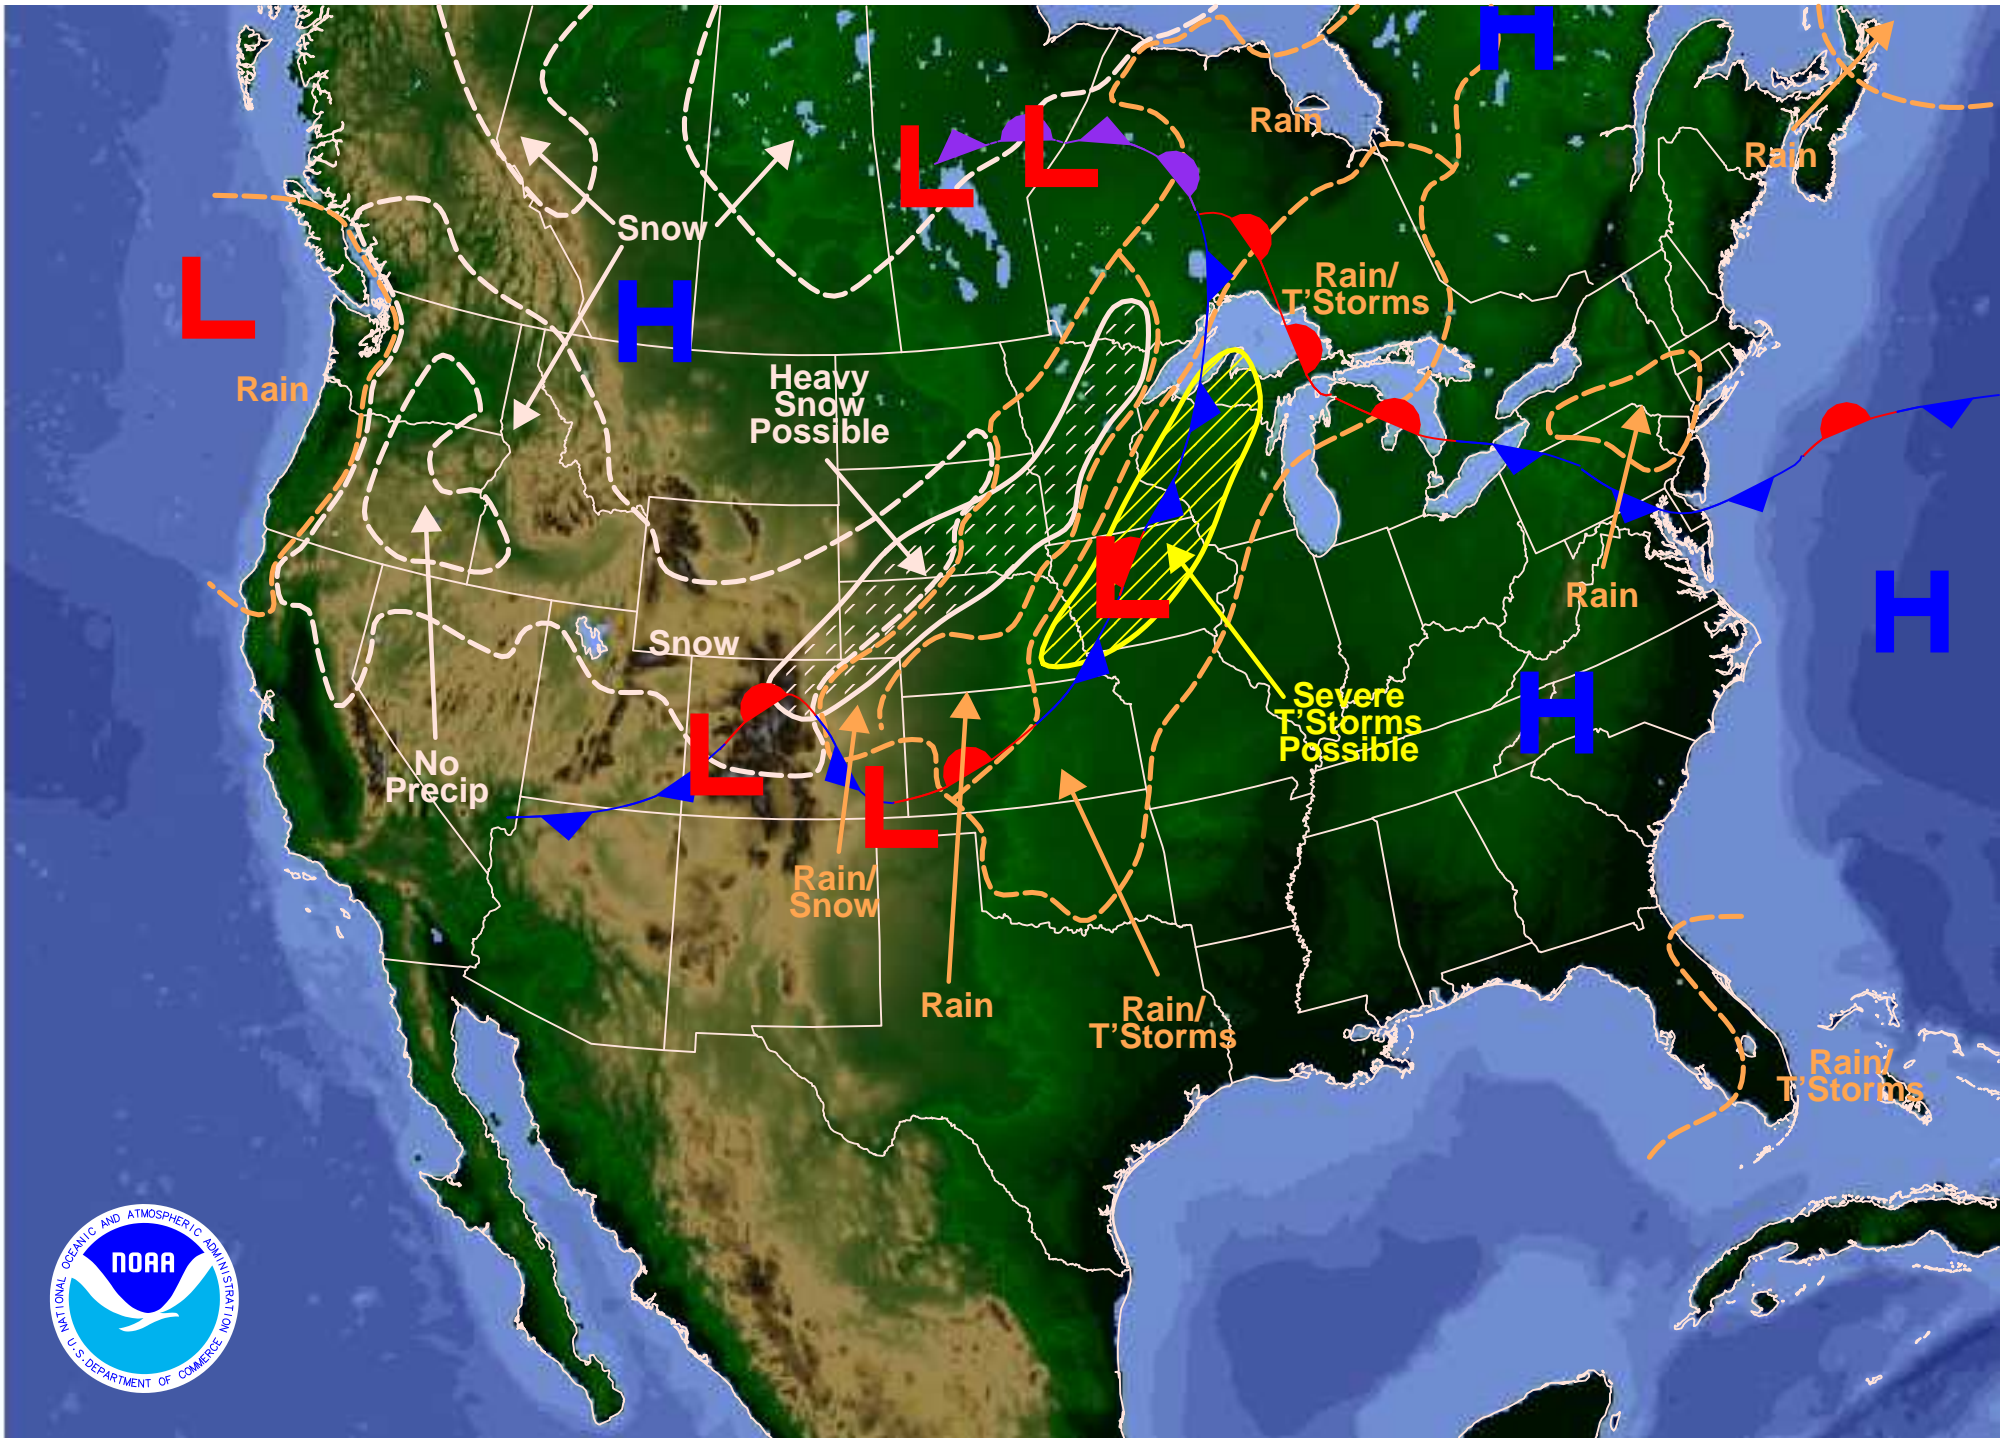 H
Rain
L
L
Rain
Snow
L
H
Rain/
T'Storms
Rain
Heavy
Snow
Possible
L
H
Rain
Snow
H
L
Severe
T'Storms
Possible
No
Precip
L
Rain/
Snow
Rain
Rain/
T'Storms
Rain/
T'Storms
NATIONAL OCEANIC AND ATMOSPHERIC ADMINISTRATION
NOAA
U.S. DEPARTMENT OF COMMERCE